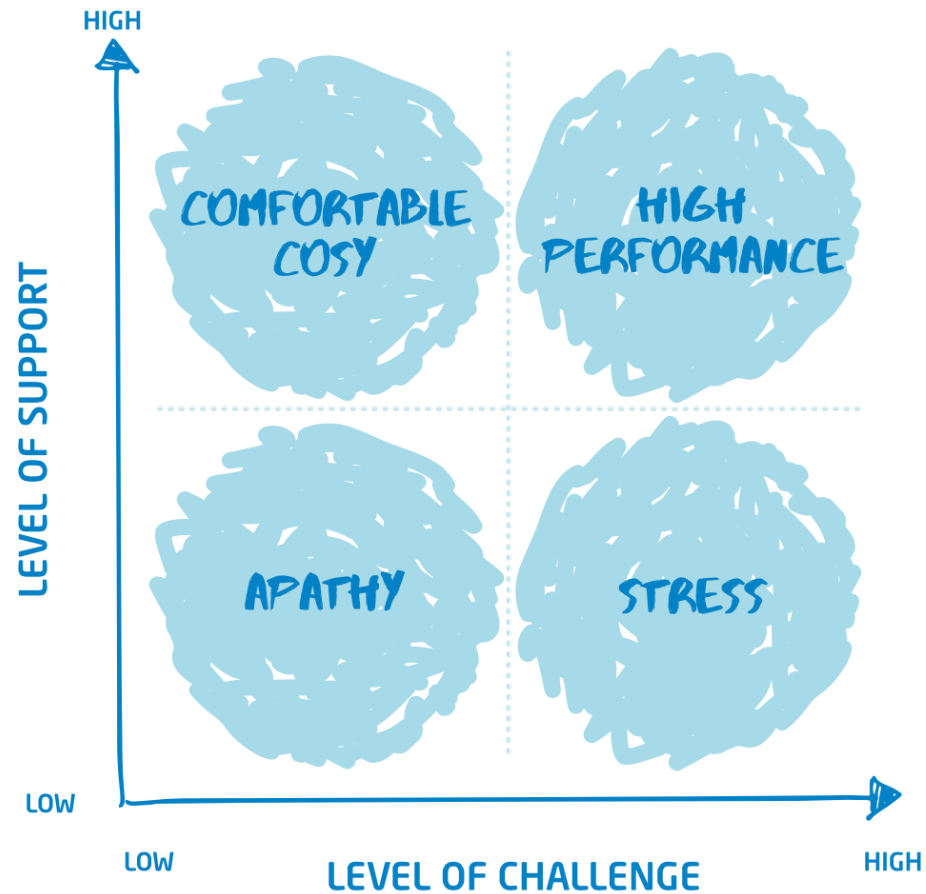 HIGH
COMFORTABLE
COSY
HIGH
PERFORMANCE
LEVEL OF SUPPORT
APATHY
STRESS
LOW
LOW
LEVEL OF CHALLENGE
HIGH